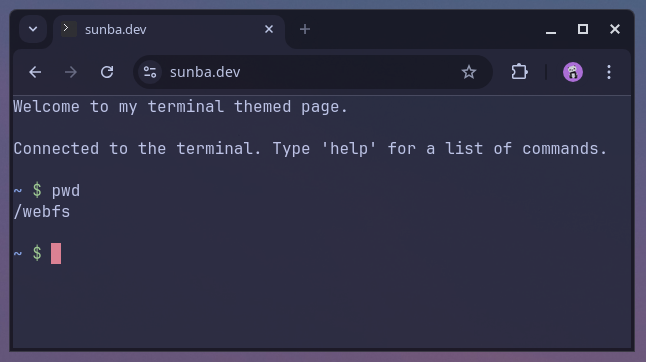 sunba.dev
sunba.dev
Welcome to my terminal themed page.
Connected to the terminal. Type 'help' for a list of commands.
~ $ pwd
/webfs
~ $